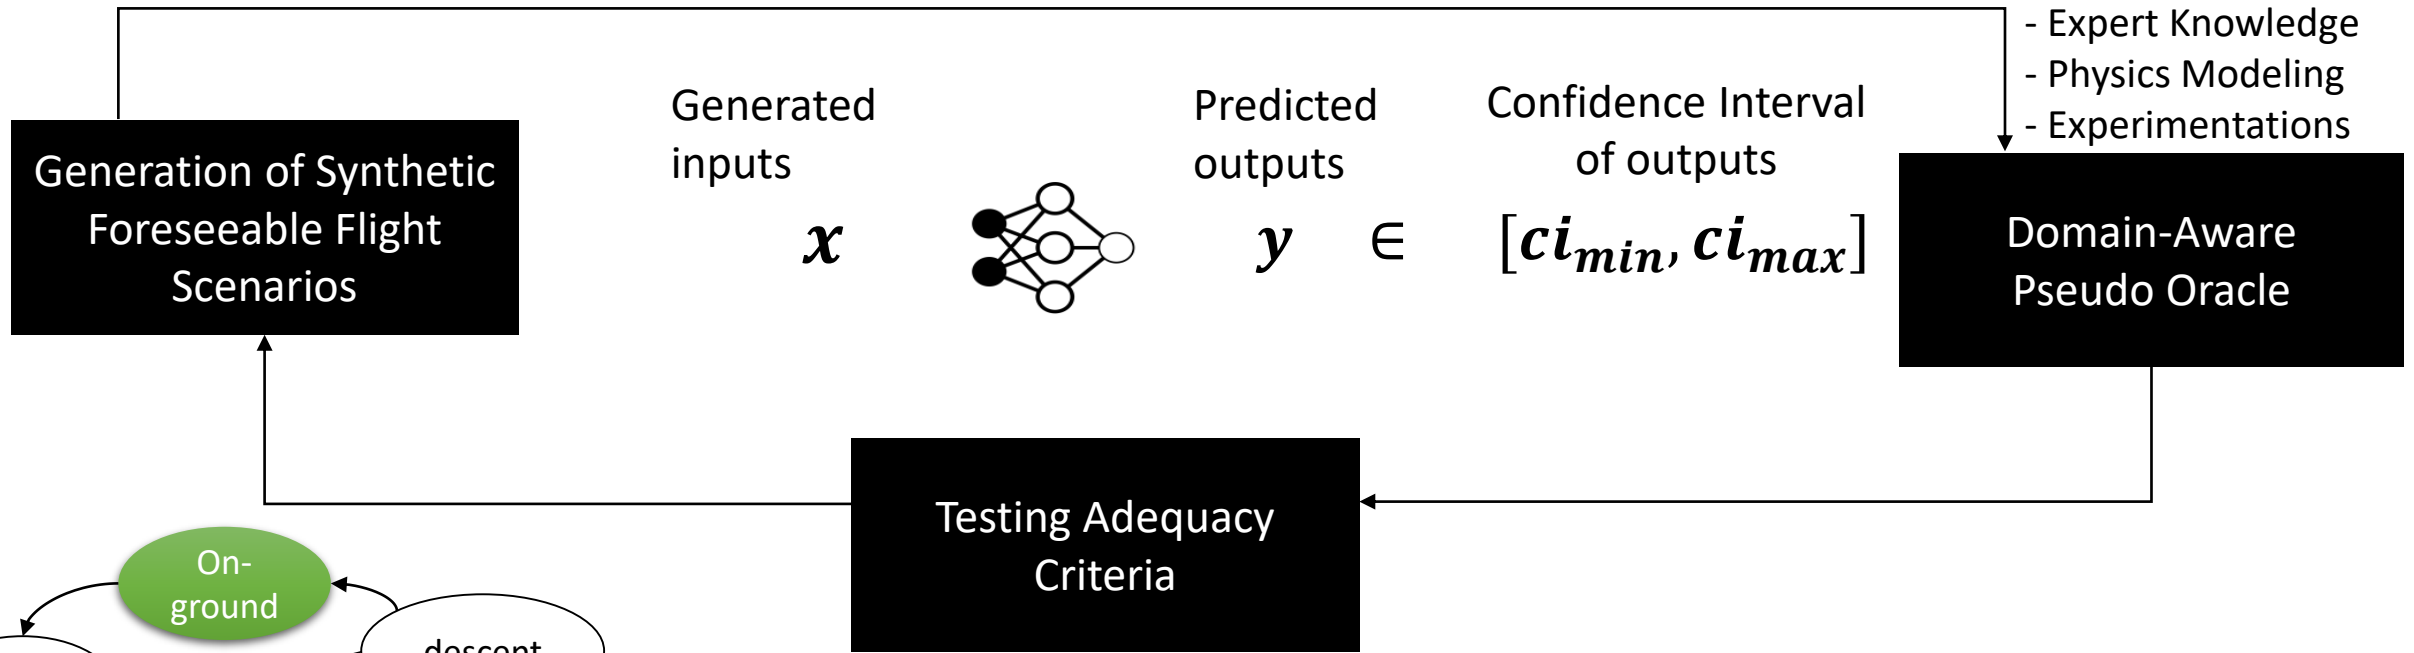 - Expert Knowledge
- Physics Modeling
- Experimentations
Generation of Synthetic
Foreseeable Flight
Scenarios
Generated
inputs
x
Predicted
outputs
y ∈
Confidence Interval
of outputs
[ci_min, ci_max]
Domain-Aware
Pseudo Oracle
Testing Adequacy
Criteria
On-
ground
descent